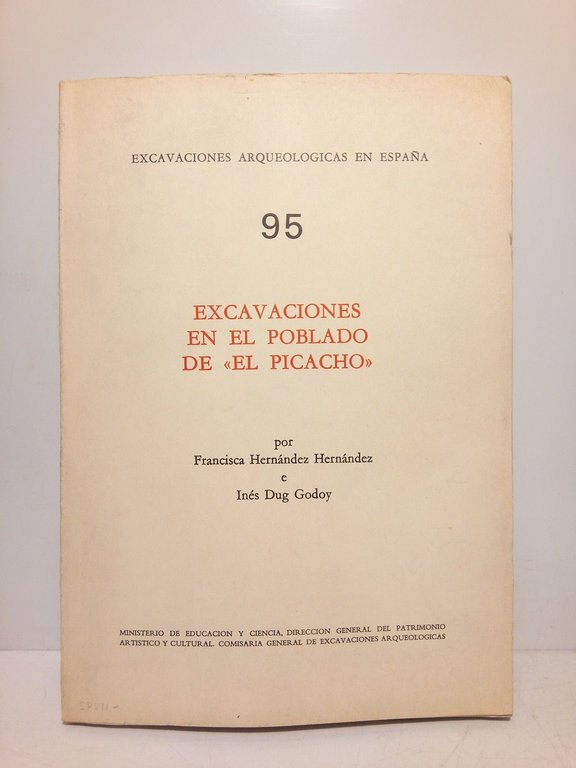 EXCAVACIONES ARQUEOLOGICAS EN ESPAÑA
95
EXCAVACIONES
EN EL POBLADO
DE «EL PICACHO»
por
Francisca Hernández Hernández
e
Inés Dug Godoy
MINISTERIO DE EDUCACION Y CIENCIA, DIRECCION GENERAL DEL PATRIMONIO
ARTISTICO Y CULTURAL. COMISARIA GENERAL DE EXCAVACIONES ARQUEOLOGICAS